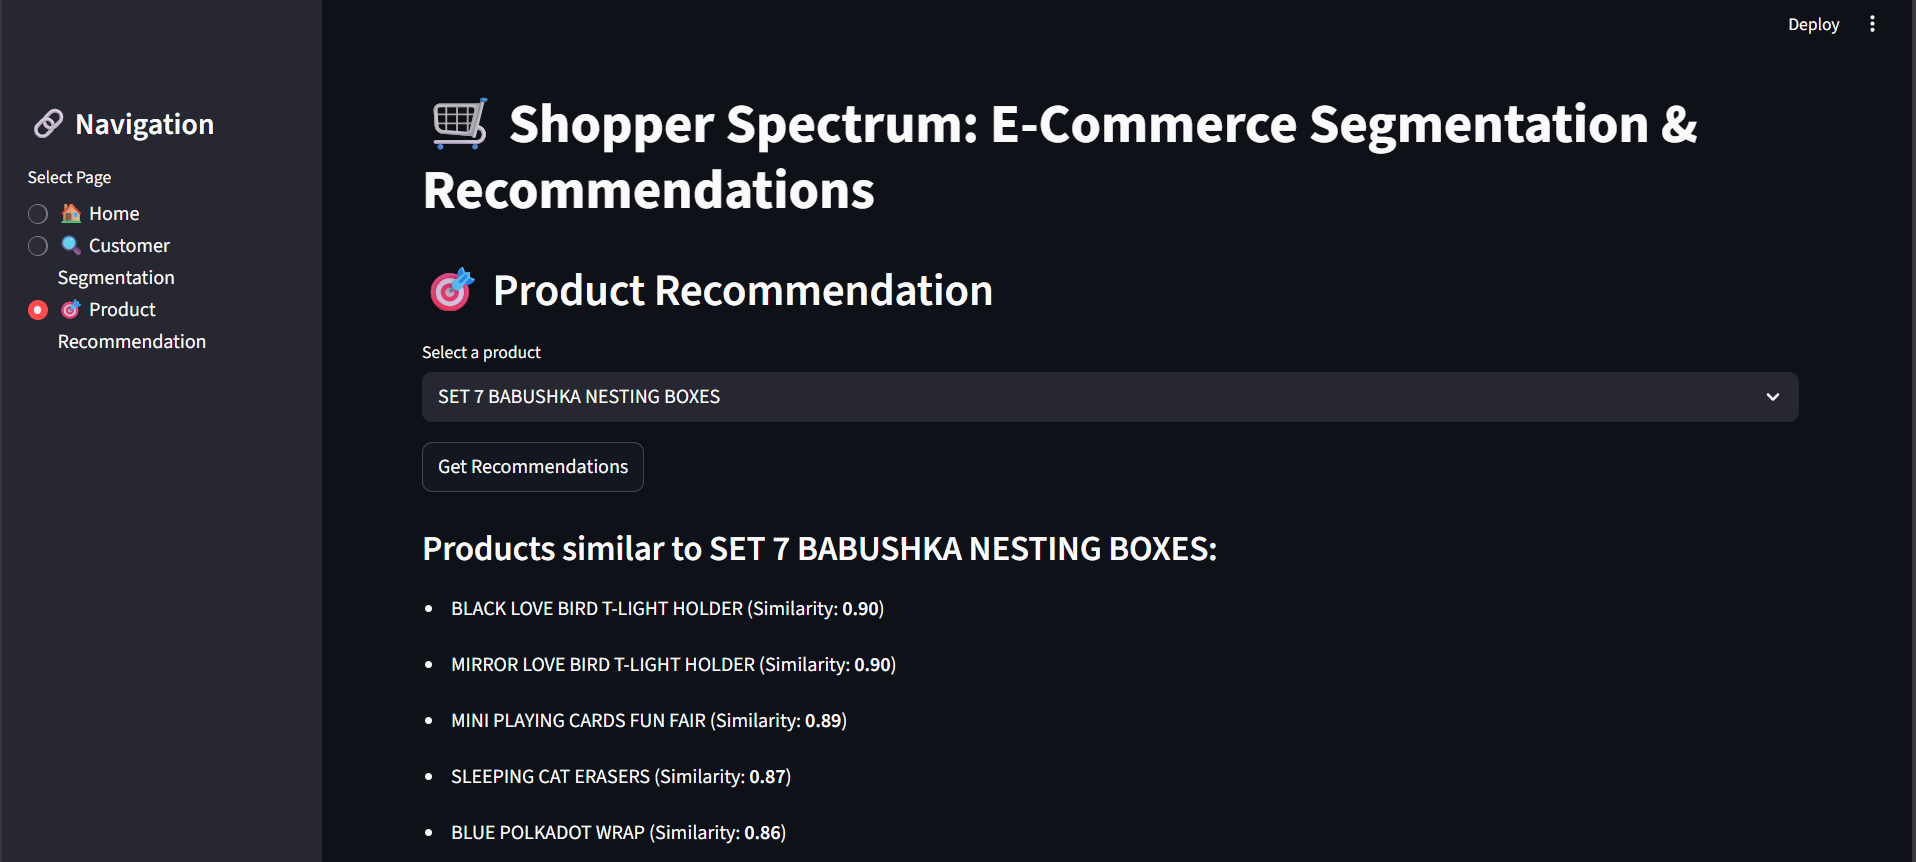 Deploy
Navigation
Select Page
Home
Customer
Segmentation
Product
Recommendation
Shopper Spectrum: E-Commerce Segmentation &
Recommendations
Product Recommendation
Select a product
SET 7 BABUSHKA NESTING BOXES
Get Recommendations
Products similar to SET 7 BABUSHKA NESTING BOXES:
BLACK LOVE BIRD T-LIGHT HOLDER (Similarity: 0.90)
MIRROR LOVE BIRD T-LIGHT HOLDER (Similarity: 0.90)
MINI PLAYING CARDS FUN FAIR (Similarity: 0.89)
SLEEPING CAT ERASERS (Similarity: 0.87)
BLUE POLKADOT WRAP (Similarity: 0.86)